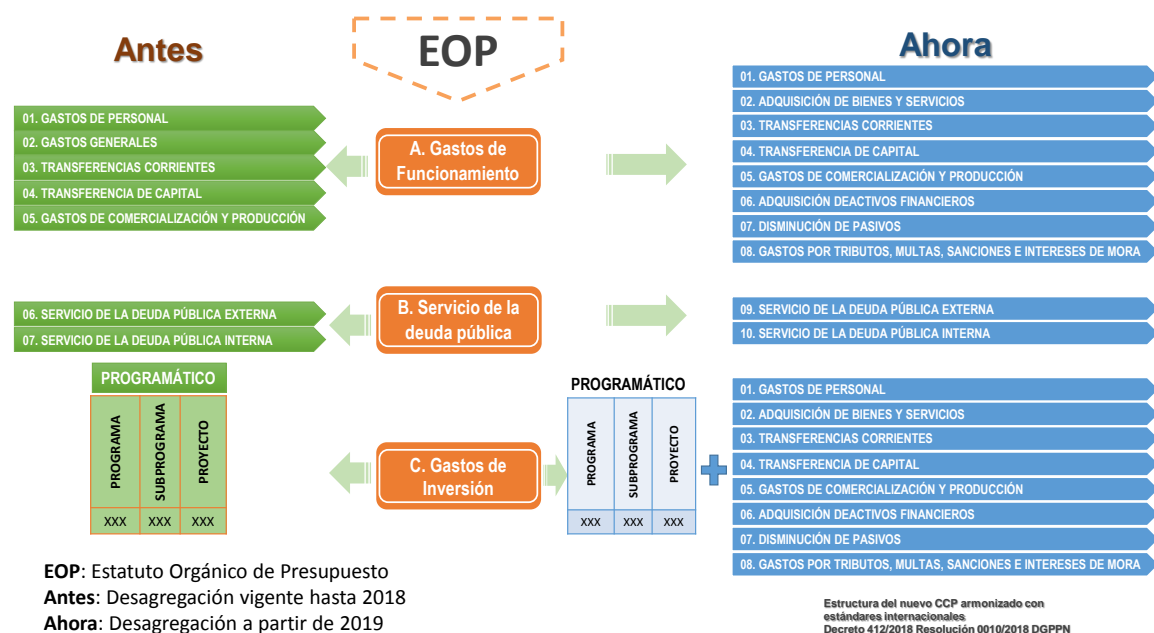 Antes
EOP
Ahora
01. GASTOS DE PERSONAL
02. GASTOS GENERALES
03. TRANSFERENCIAS CORRIENTES
04. TRANSFERENCIA DE CAPITAL
05. GASTOS DE COMERCIALIZACIÓN Y PRODUCCIÓN
A. Gastos de
Funcionamiento
01. GASTOS DE PERSONAL
02. ADQUISICIÓN DE BIENES Y SERVICIOS
03. TRANSFERENCIAS CORRIENTES
04. TRANSFERENCIA DE CAPITAL
05. GASTOS DE COMERCIALIZACIÓN Y PRODUCCIÓN
06. ADQUISICIÓN DEACTIVOS FINANCIEROS
07. DISMINUCIÓN DE PASIVOS
08. GASTOS POR TRIBUTOS, MULTAS, SANCIONES E INTERESES DE MORA
06. SERVICIO DE LA DEUDA PÚBLICA EXTERNA
07. SERVICIO DE LA DEUDA PÚBLICA INTERNA
B. Servicio de la
deuda pública
09. SERVICIO DE LA DEUDA PÚBLICA EXTERNA
10. SERVICIO DE LA DEUDA PÚBLICA INTERNA
PROGRAMÁTICO
PROGRAMA
SUBPROGRAMA
PROYECTO
XXX XXX XXX
C. Gastos de
Inversión
PROGRAMÁTICO
PROGRAMA
SUBPROGRAMA
PROYECTO
XXX XXX XXX
01. GASTOS DE PERSONAL
02. ADQUISICIÓN DE BIENES Y SERVICIOS
03. TRANSFERENCIAS CORRIENTES
04. TRANSFERENCIA DE CAPITAL
05. GASTOS DE COMERCIALIZACIÓN Y PRODUCCIÓN
06. ADQUISICIÓN DEACTIVOS FINANCIEROS
07. DISMINUCIÓN DE PASIVOS
08. GASTOS POR TRIBUTOS, MULTAS, SANCIONES E INTERESES DE MORA
EOP: Estatuto Orgánico de Presupuesto
Antes: Desagregación vigente hasta 2018
Ahora: Desagregación a partir de 2019
Estructura del nuevo CCP armonizado con
estándares internacionales
Decreto 412/2018 Resolución 0010/2018 DGPPN